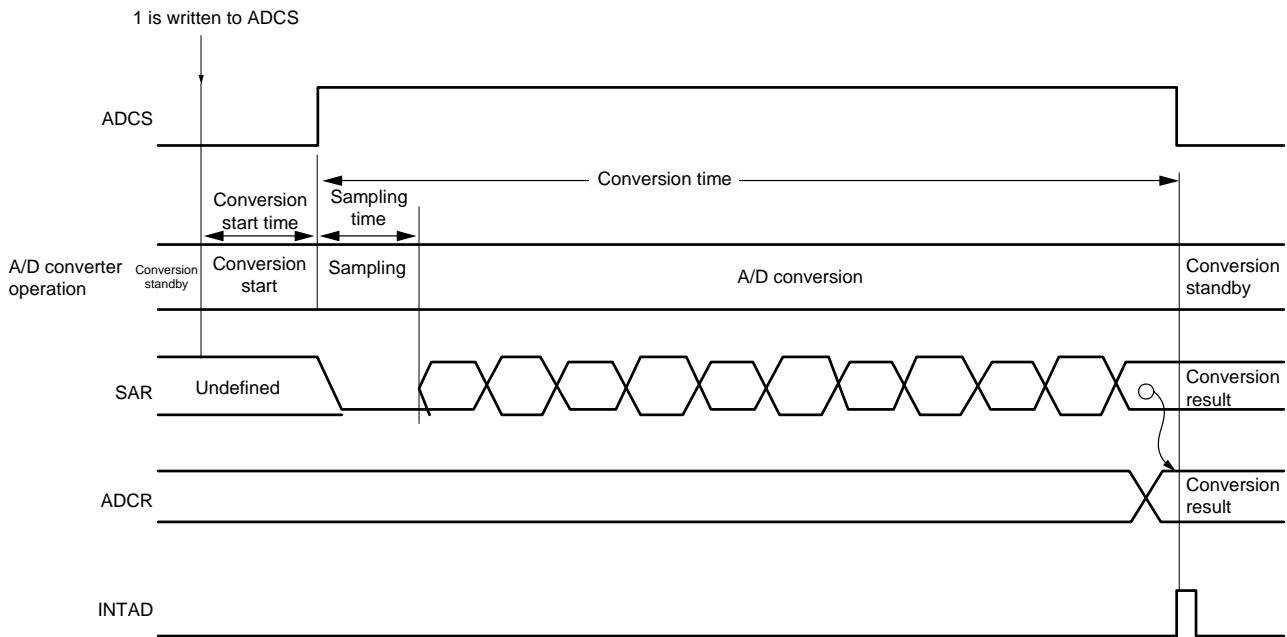 1 is written to ADCS
ADCS
Conversion time
Conversion
start time
Sampling
time
A/D converter
operation
Conversion
standby
Conversion
start
Sampling
A/D conversion
Conversion
standby
SAR
Undefined
Conversion
result
ADCR
Conversion
result
INTAD